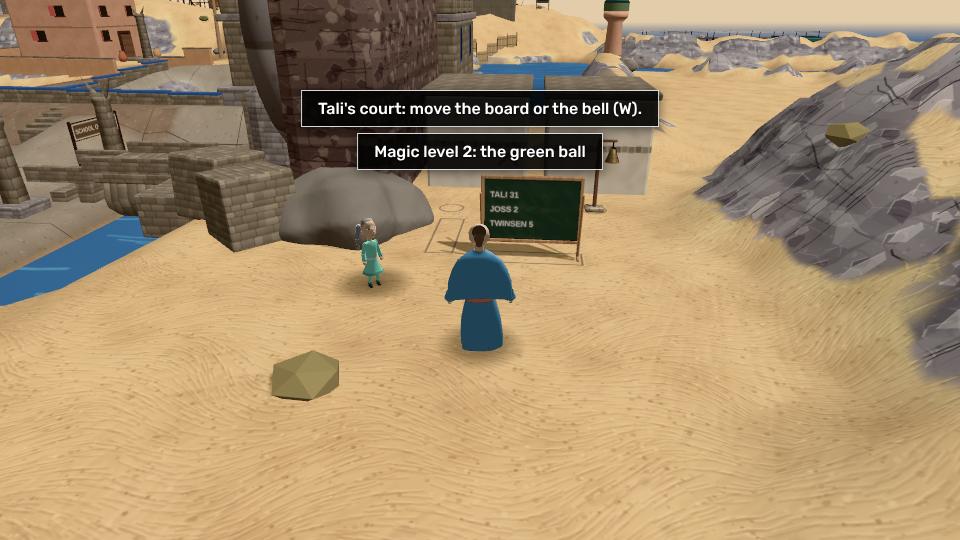 Tali's court: move the board or the bell (W).
Magic level 2: the green ball
SCHOOL O
TALI 31
JOSS 2
TWINSEN 5